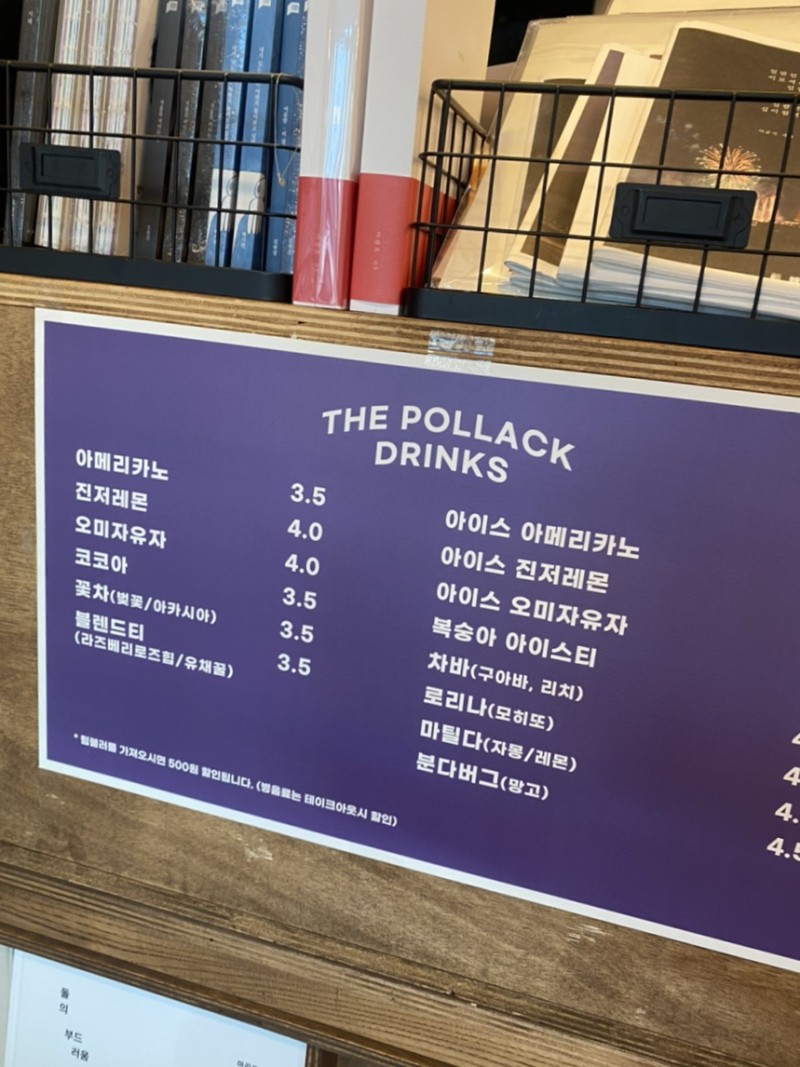 THE POLLACK
DRINKS
아메리카노 3.5
진저레몬 4.0
오미자유자 4.0
코코아 3.5
꽃차(벚꽃/아카시아) 3.5
블렌드티 3.5
(라즈베리로즈힙/유채꿀)
* 텀블러를 가져오시면 500원 할인됩니다. (병음료는 테이크아웃시 할인)
아이스 아메리카노
아이스 진저레몬
아이스 오미자유자
복숭아 아이스티
차바(구아바, 리치)
로리나(모히또)
마틸다(자몽/레몬)
분다버그(망고)
돌
의
부드
러움